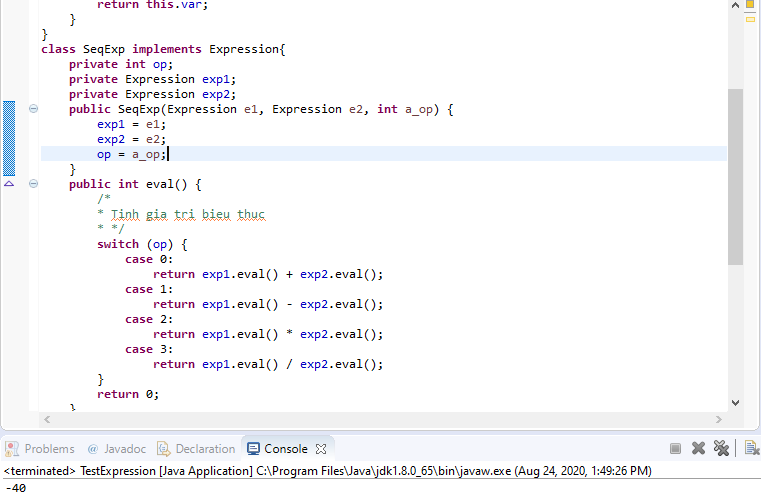 return this.var;
}
}
class SeqExp implements Expression{
private int op;
private Expression exp1;
private Expression exp2;
public SeqExp(Expression e1, Expression e2, int a_op) {
exp1 = e1;
exp2 = e2;
op = a_op;
}
public int eval() {
/*
* Tinh gia tri bieu thuc
* */
switch (op) {
case 0:
return exp1.eval() + exp2.eval();
case 1:
return exp1.eval() - exp2.eval();
case 2:
return exp1.eval() * exp2.eval();
case 3:
return exp1.eval() / exp2.eval();
}
return 0;
}
Problems @ Javadoc Declaration Console
<terminated> TestExpression [Java Application] C:\Program Files\Java\jdk1.8.0_65\bin\javaw.exe (Aug 24, 2020, 1:49:26 PM)
-40